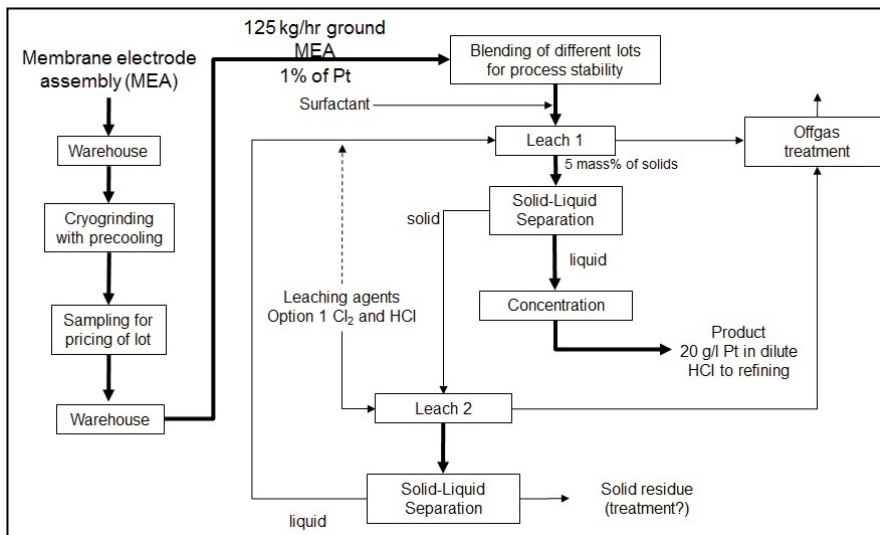 125 kg/hr ground
MEA
1% of Pt
Membrane electrode
assembly (MEA)
Warehouse
Cryogrinding
with precooling
Sampling for
pricing of lot
Warehouse
Blending of different lots
for process stability
Surfactant
Leach 1
Offgas
treatment
5 mass% of solids
Solid-Liquid
Separation
solid
liquid
Concentration
Leaching agents
Option 1 Cl₂ and HCl
Product
20 g/l Pt in dilute
HCl to refining
Leach 2
Solid-Liquid
Separation
liquid
Solid residue
(treatment?)